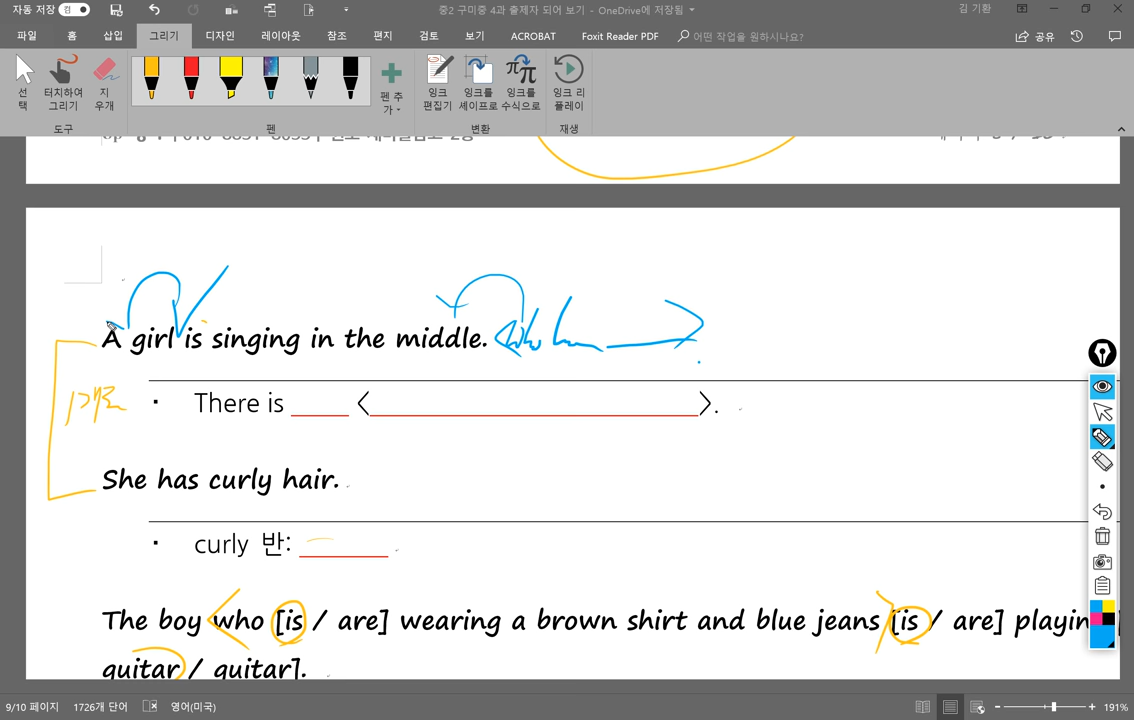 자동 저장 컴 중2 구미중 4과 출제자 되어 보기 - OneDrive에 저장됨 김 기환
파일 홈 삽입 그리기 디자인 레이아웃 참조 편지 검토 보기 ACROBAT Foxit Reader PDF 어떤 작업을 원하시나요? 공유
선택 터치하여 그리기 지우개 펜 추가 잉크 편집기 잉크를 셰이프로 잉크를 수식으로 잉크 리플레이
도구 펜 변환 재생
A girl is singing in the middle.
· There is ______ < ______ >.
She has curly hair.
· curly 반: ______
The boy who [is / are] wearing a brown shirt and blue jeans [is / are] playin
guitar / guitar].
9/10 페이지 1726개 단어 영어(미국) 191%